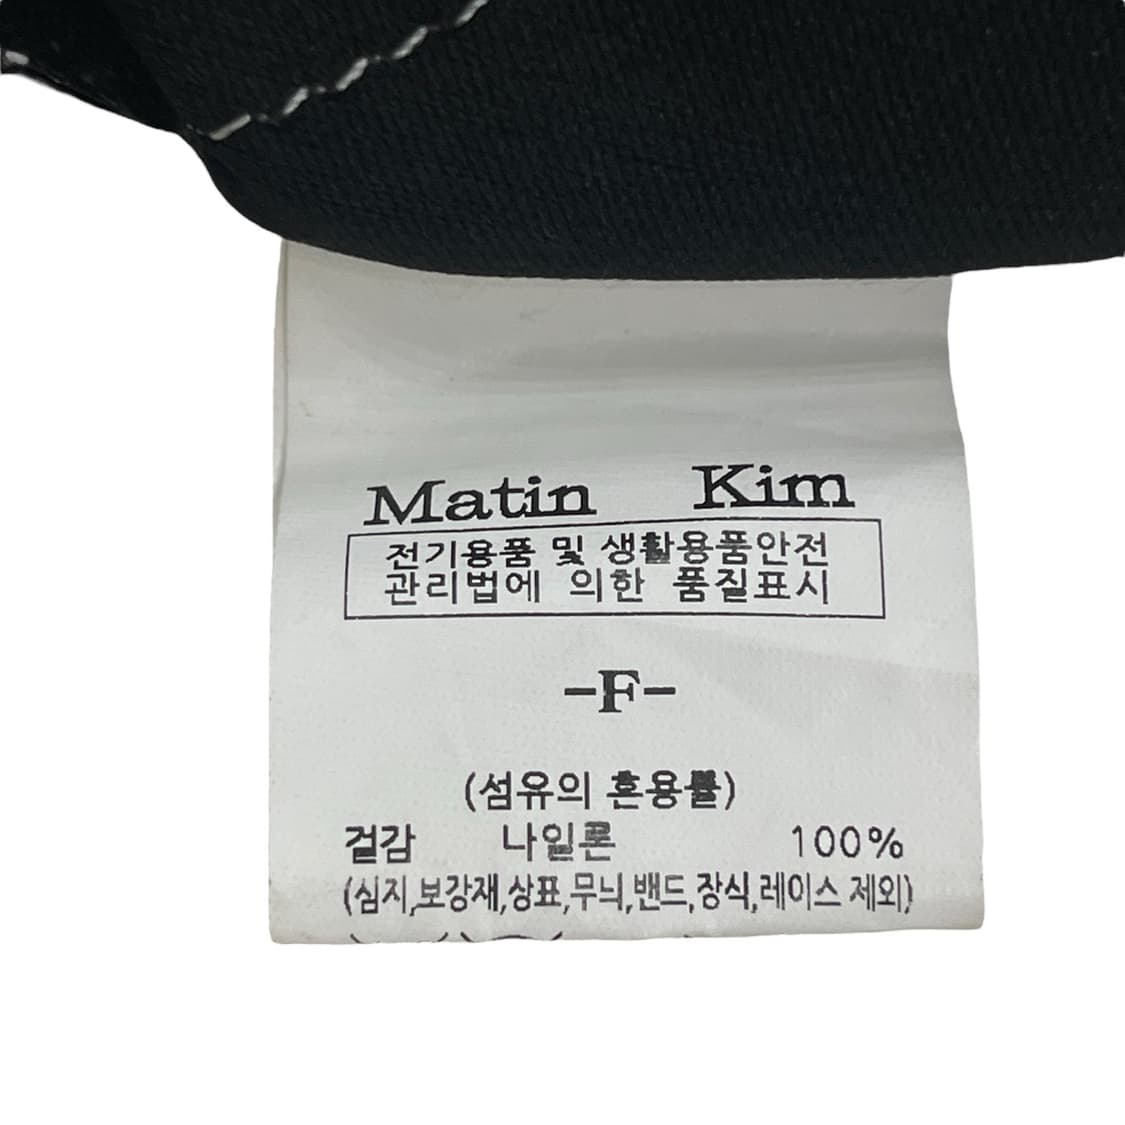 Matin Kim
전기용품 및 생활용품안전
관리법에 의한 품질표시
-F-
(섬유의 혼용률)
겉감 나일론 100%
(심지,보강재,상표,무늬,밴드,장식,레이스 제외)